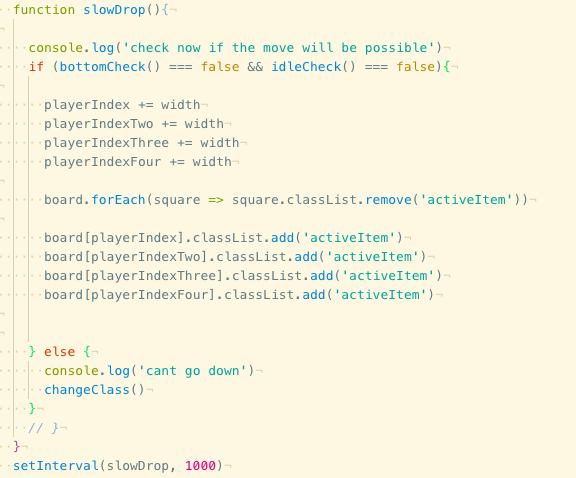 function slowDrop(){
console.log('check now if the move will be possible')
if (bottomCheck() === false && idleCheck() === false){
playerIndex += width
playerIndexTwo += width
playerIndexThree += width
playerIndexFour += width
board.forEach(square => square.classList.remove('activeItem'))
board[playerIndex].classList.add('activeItem')
board[playerIndexTwo].classList.add('activeItem')
board[playerIndexThree].classList.add('activeItem')
board[playerIndexFour].classList.add('activeItem')
} else {
console.log('cant go down')
changeClass()
}
// }
}
setInterval(slowDrop, 1000)